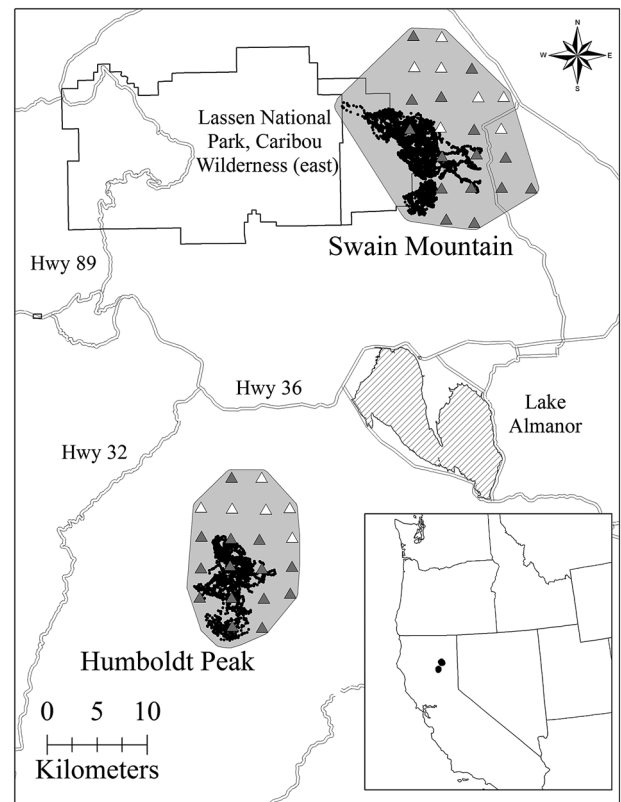 N
W E
S
Lassen National
Park, Caribou
Wilderness (east)
Swain Mountain
Hwy 89
Hwy 36
Lake
Almanor
Hwy 32
Humboldt Peak
0 5 10
Kilometers